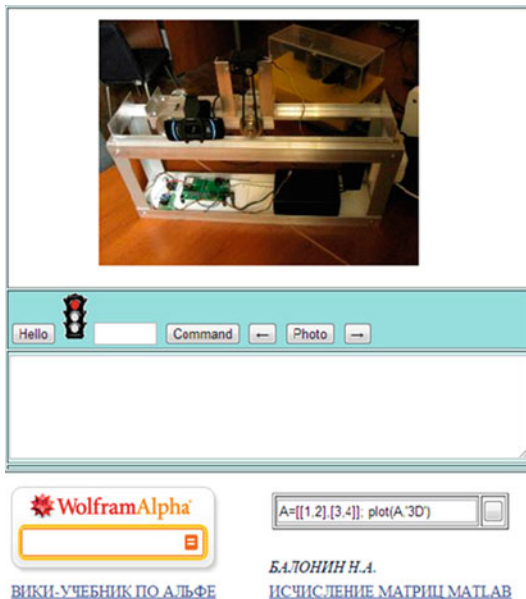 Hello Command ← Photo →
WolframAlpha
A=[[1,2],[3,4]]; plot(A,'3D')
БАЛОНИН Н.А.
ВИКИ-УЧЕБНИК ПО АЛЬФЕ
ИСЧИСЛЕНИЕ МАТРИЦ MATLAB